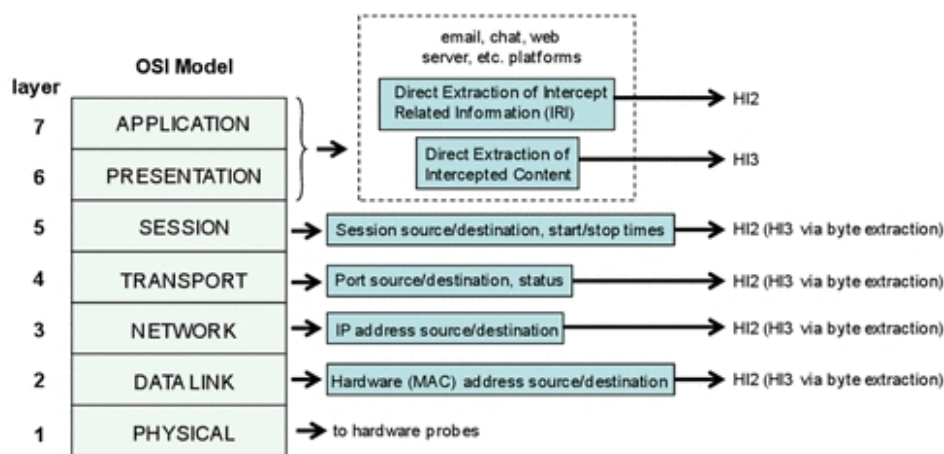 email, chat, web
server, etc. platforms
OSI Model
layer
Direct Extraction of Intercept
Related Information (IRI)
HI2
7
APPLICATION
Direct Extraction of
Intercepted Content
HI3
6
PRESENTATION
5
SESSION
Session source/destination, start/stop times
HI2 (HI3 via byte extraction)
4
TRANSPORT
Port source/destination, status
HI2 (HI3 via byte extraction)
3
NETWORK
IP address source/destination
HI2 (HI3 via byte extraction)
2
DATA LINK
Hardware (MAC) address source/destination
HI2 (HI3 via byte extraction)
1
PHYSICAL
to hardware probes